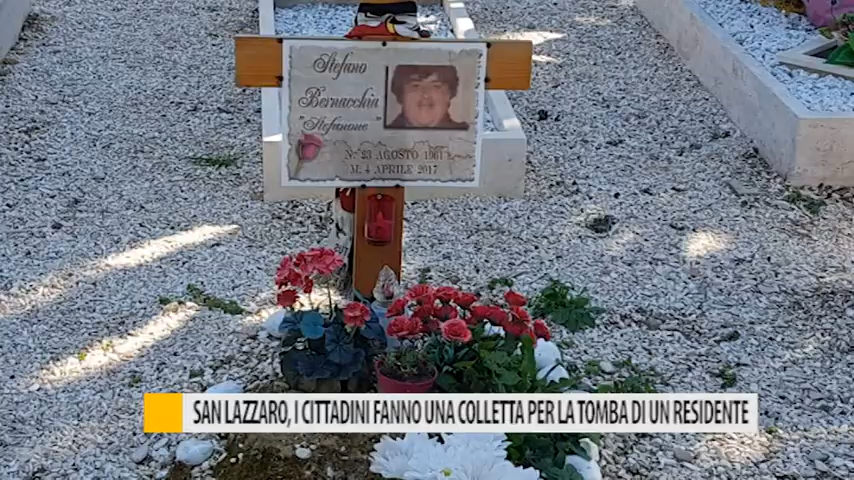 Stefano
Bernacchia
"Stefanone"
N. 23 AGOSTO 1961
M. 4 APRILE 2017
SAN LAZZARO, I CITTADINI FANNO UNA COLLETTA PER LA TOMBA DI UN RESIDENTE